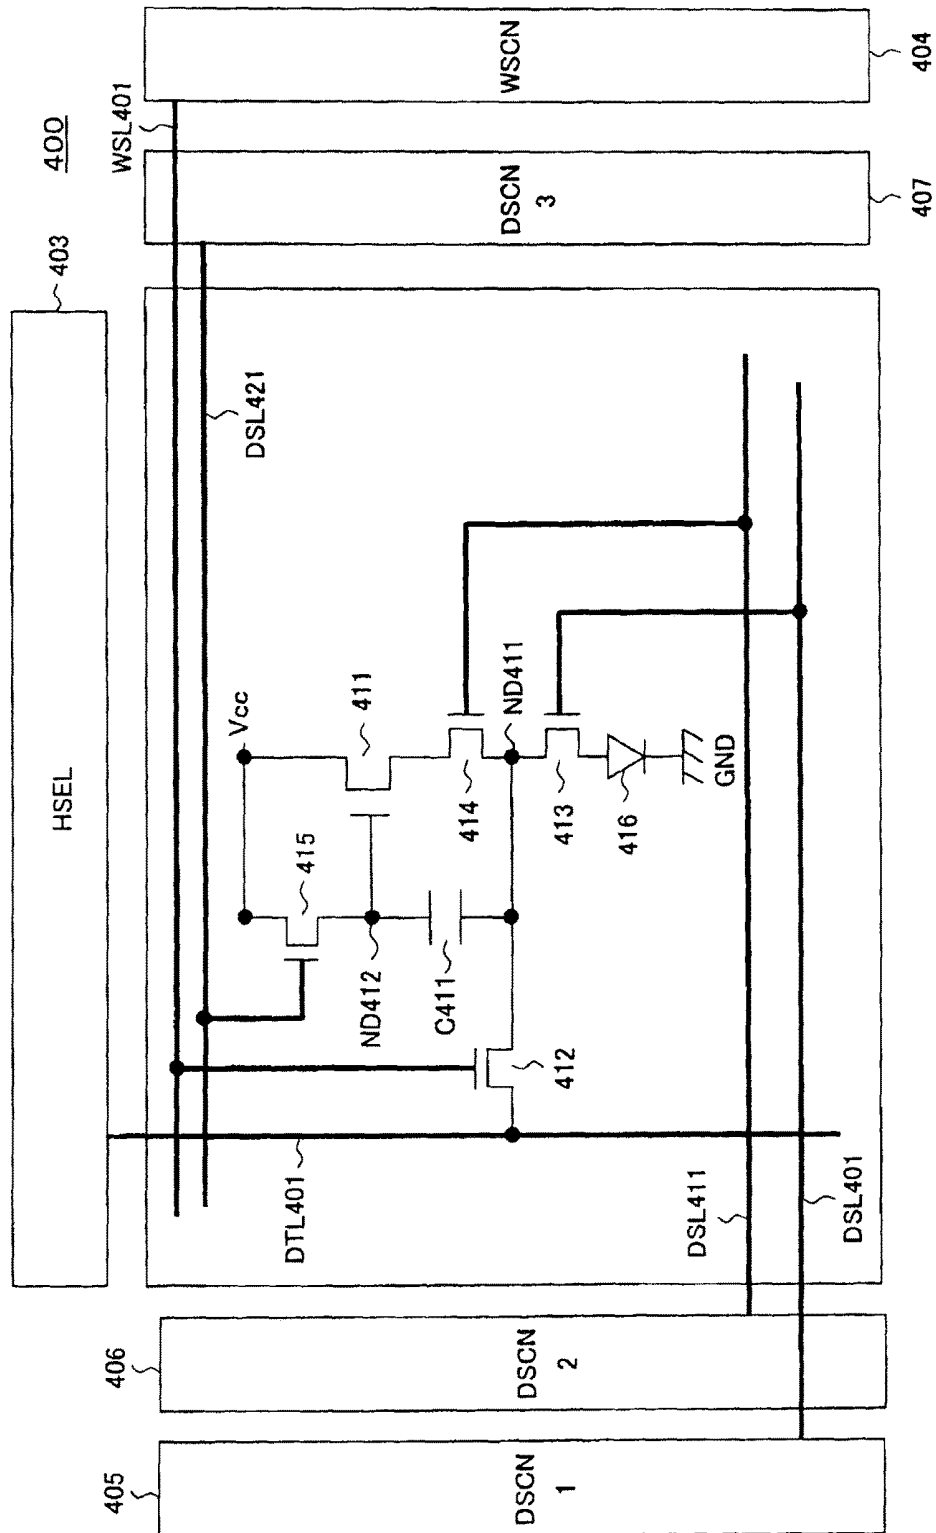 400
403
HSEL
WSL401
DSL421
WSCN
404
DSCN
3
407
Vcc
415
411
ND412
C411
414
ND411
412
413
416
GND
DTL401
DSL411
DSL401
406
DSCN
2
405
DSCN
1